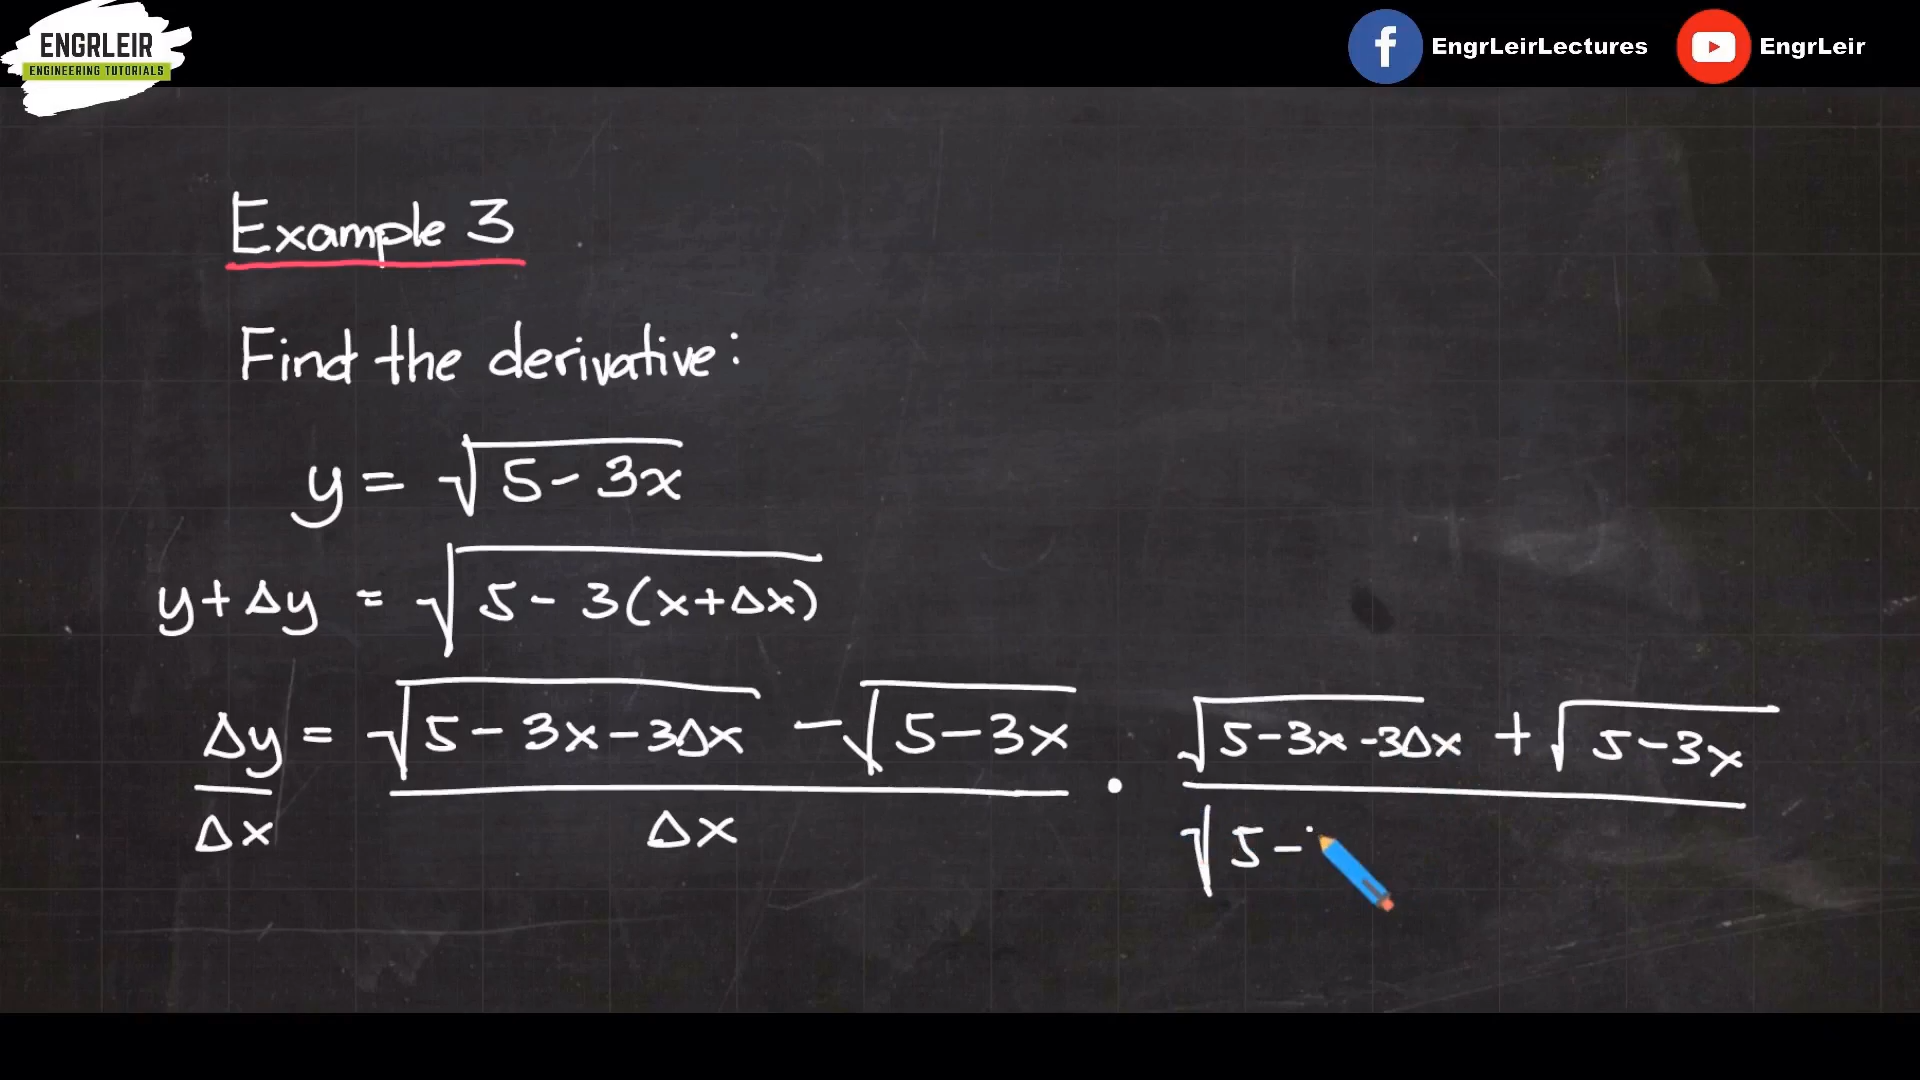 ENGRLEIR
ENGINEERING TUTORIALS
EngrLeirLectures
EngrLeir
Example 3
Find the derivative:
y = √5-3x
y+Δy = √5-3(x+Δx)
Δy/Δx = √5-3x-3Δx - √5-3x / Δx · √5-3x-3Δx + √5-3x / √5-